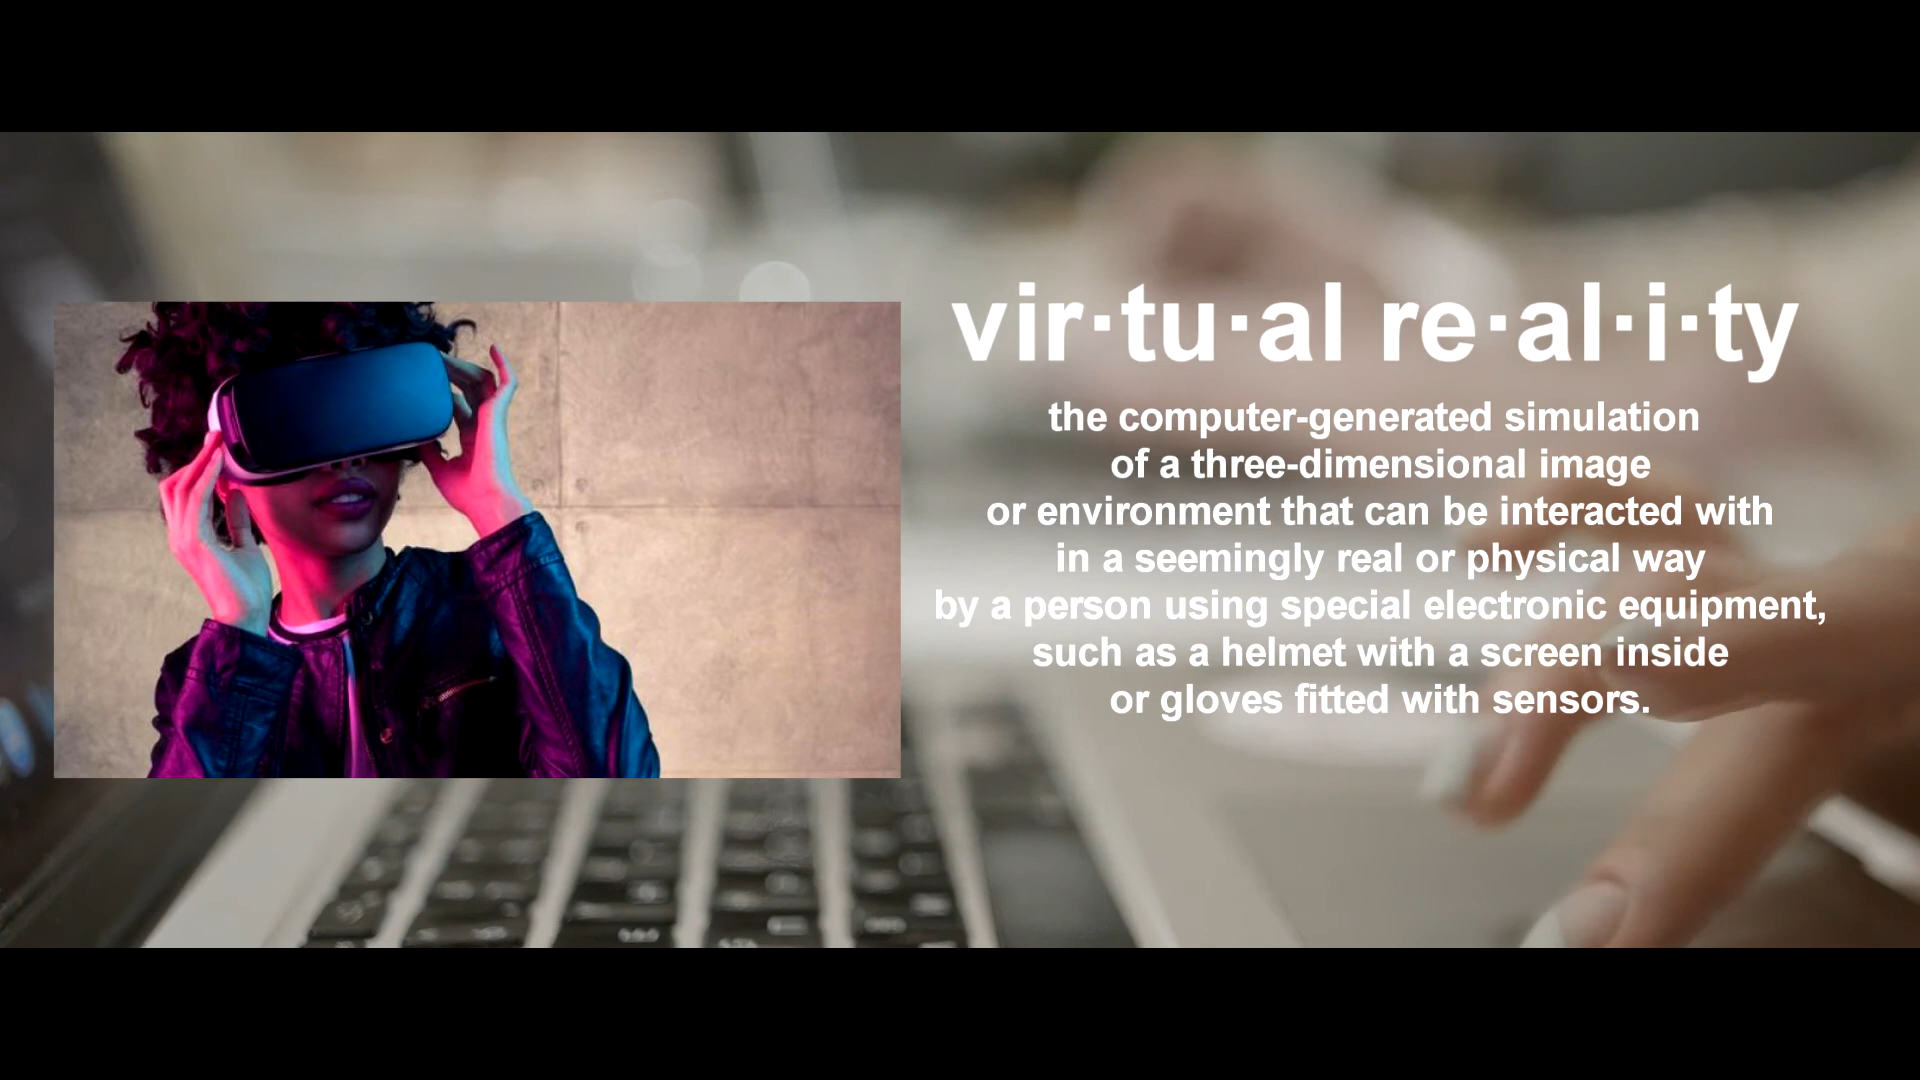 vir·tu·al re·al·i·ty
the computer-generated simulation
of a three-dimensional image
or environment that can be interacted with
in a seemingly real or physical way
by a person using special electronic equipment,
such as a helmet with a screen inside
or gloves fitted with sensors.